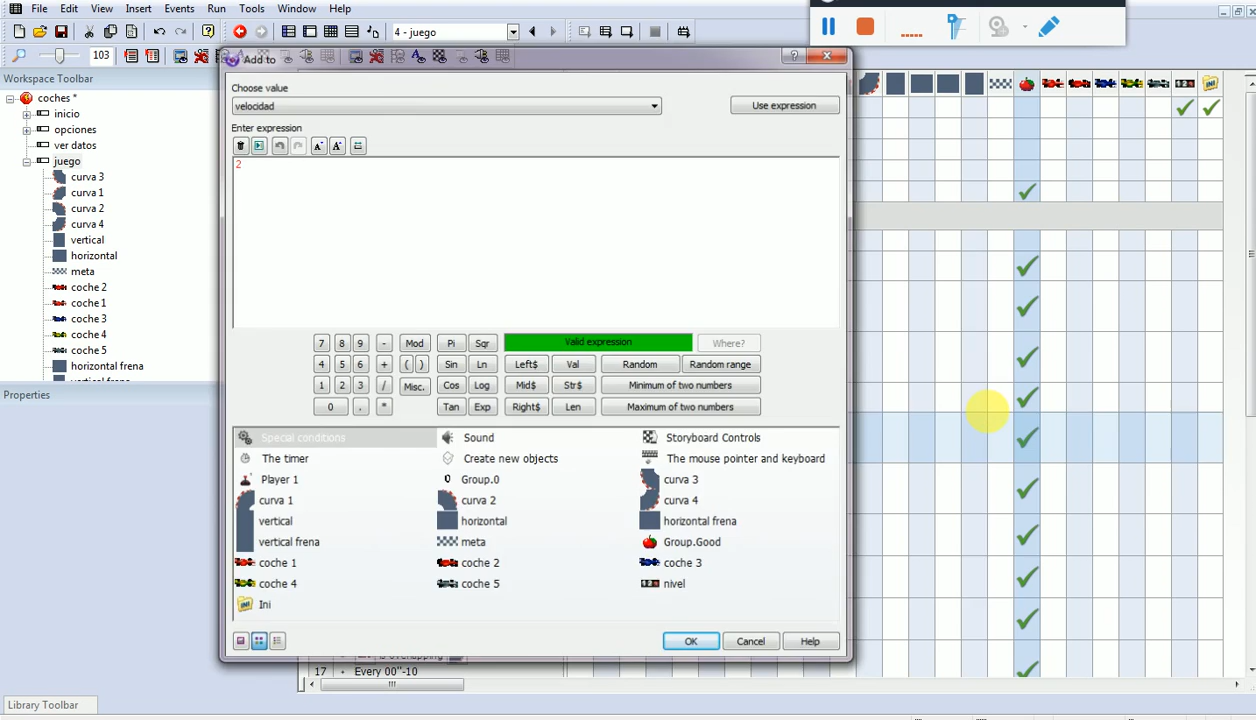 File Edit View Insert Events Run Tools Window Help
4 - juego
103
Workspace Toolbar
coches *
inicio
opciones
ver datos
juego
curva 3
curva 1
curva 2
curva 4
vertical
horizontal
meta
coche 2
coche 1
coche 3
coche 4
coche 5
horizontal frena
Properties
Library Toolbar
Add to
Choose value
velocidad
Use expression
Enter expression
2
7 8 9 - Mod Pi Sqr Valid expression Where?
4 5 6 + ( ) Sin Ln Left$ Val Random Random range
1 2 3 / Misc. Cos Log Mid$ Str$ Minimum of two numbers
0 , * Tan Exp Right$ Len Maximum of two numbers
Special conditions Sound Storyboard Controls
The timer Create new objects The mouse pointer and keyboard
Player 1 Group.0 curva 3
curva 1 curva 2 curva 4
vertical horizontal horizontal frena
vertical frena meta Group.Good
coche 1 coche 2 coche 3
coche 4 coche 5 nivel
Ini
OK Cancel Help
17 • Every 00"-10